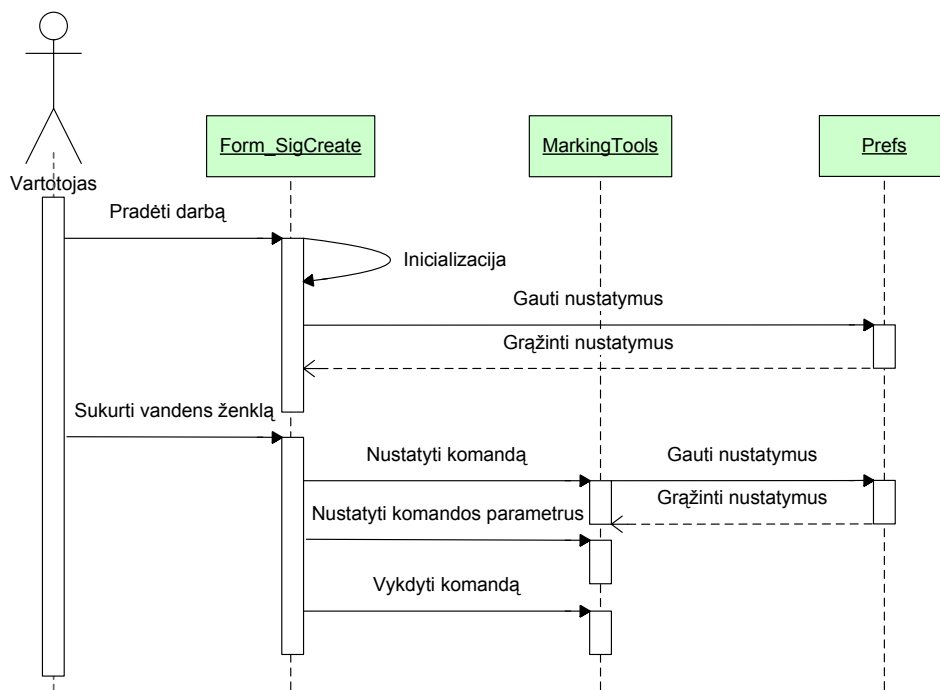 Form_SigCreate
MarkingTools
Prefs
Vartotojas
Pradėti darbą
Inicializacija
Gauti nustatymus
Grąžinti nustatymus
Sukurti vandens ženklą
Nustatyti komandą
Gauti nustatymus
Grąžinti nustatymus
Nustatyti komandos parametrus
Vykdyti komandą